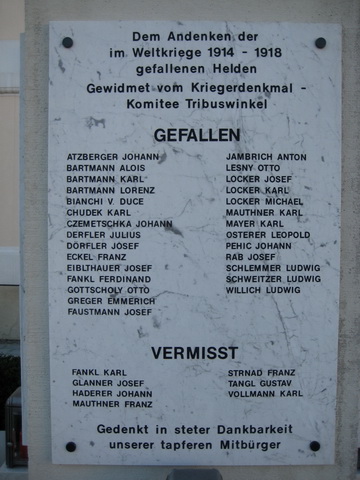 Dem Andenken der
im Weltkriege 1914 - 1918
gefallenen Helden
Gewidmet vom Kriegerdenkmal -
Komitee Tribuswinkel
GEFALLEN
ATZBERGER JOHANN
BARTMANN ALOIS
BARTMANN KARL
BARTMANN LORENZ
BIANCHI V. DUCE
CHUDEK KARL
CZEMETSCHKA JOHANN
DERFLER JULIUS
DÖRFLER JOSEF
ECKEL FRANZ
EIBLTHAUER JOSEF
FANKL FERDINAND
GOTTSCHOLY OTTO
GREGER EMMERICH
FAUSTMANN JOSEF
JAMBRICH ANTON
LESNY OTTO
LOCKER JOSEF
LOCKER KARL
LOCKER MICHAEL
MAUTHNER KARL
MAYER KARL
OSTERER LEOPOLD
PEHIC JOHANN
RAB JOSEF
SCHLEMMER LUDWIG
SCHWEITZER LUDWIG
WILLICH LUDWIG
VERMISST
FANKL KARL
GLANNER JOSEF
HADERER JOHANN
MAUTHNER FRANZ
STRNAD FRANZ
TANGL GUSTAV
VOLLMANN KARL
Gedenkt in steter Dankbarkeit
unserer tapferen Mitbürger